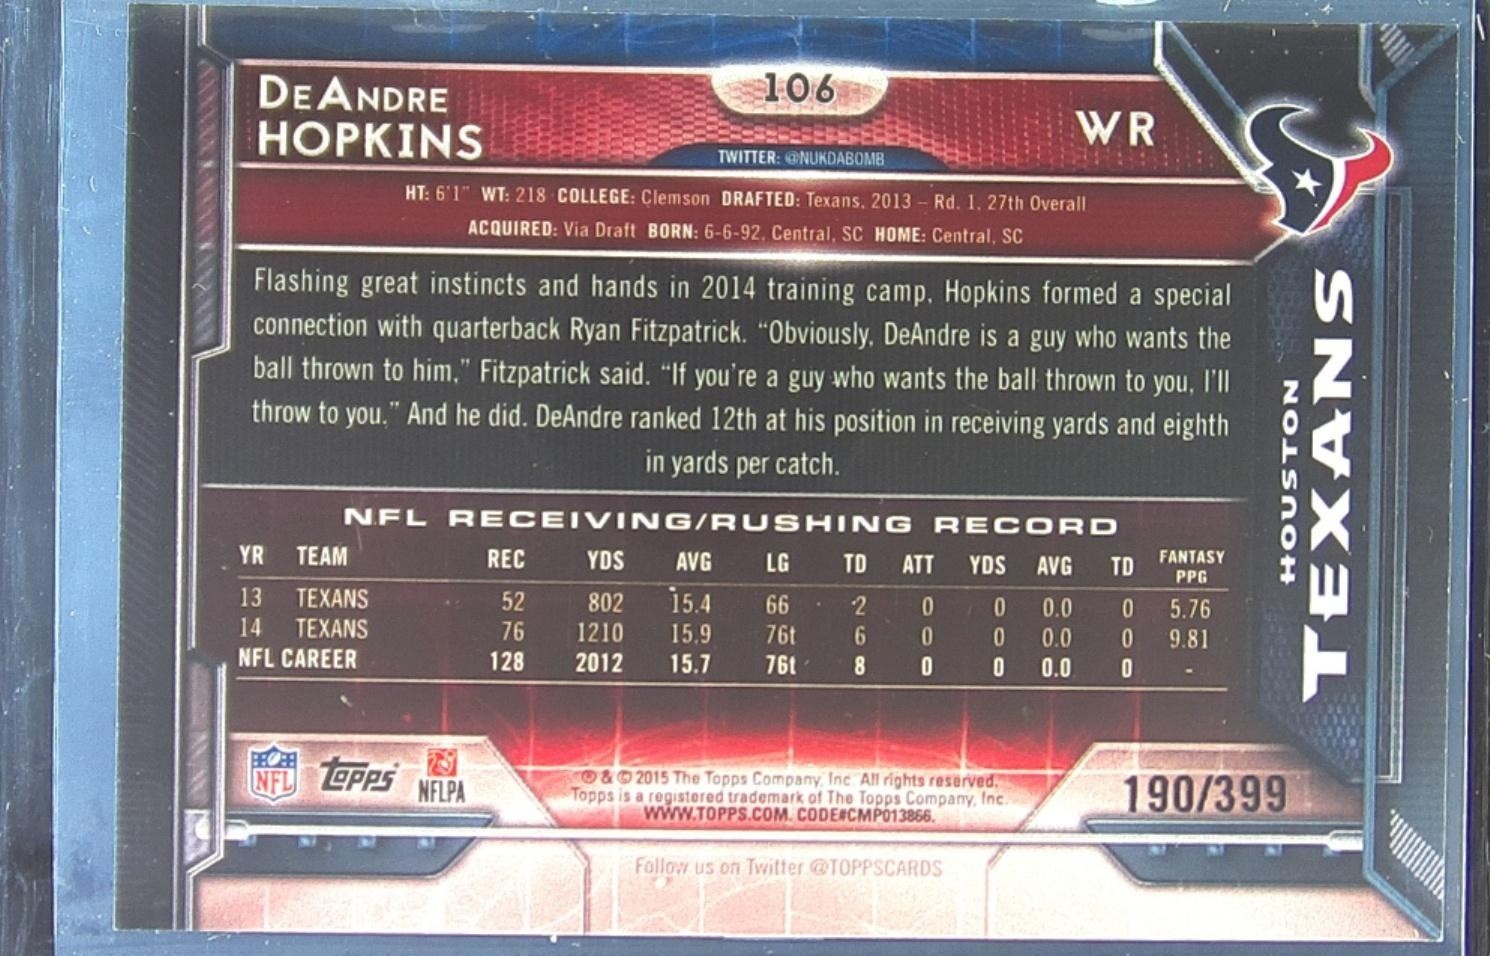 DEANDRE
HOPKINS
106
WR
TWITTER: @NUKDABOMB
HT: 6'1" WT: 218 COLLEGE: Clemson DRAFTED: Texans, 2013 – Rd. 1, 27th Overall
ACQUIRED: Via Draft BORN: 6-6-92, Central, SC HOME: Central, SC
Flashing great instincts and hands in 2014 training camp, Hopkins formed a special
connection with quarterback Ryan Fitzpatrick. “Obviously, DeAndre is a guy who wants the
ball thrown to him,” Fitzpatrick said. “If you’re a guy who wants the ball thrown to you, I’ll
throw to you.” And he did. DeAndre ranked 12th at his position in receiving yards and eighth
in yards per catch.
HOUSTON
TEXANS
NFL RECEIVING/RUSHING RECORD
YR TEAM REC YDS AVG LG TD ATT YDS AVG TD FANTASY PPG
13 TEXANS 52 802 15.4 66 2 0 0 0.0 0 5.76
14 TEXANS 76 1210 15.9 76t 6 0 0 0.0 0 9.81
NFL CAREER 128 2012 15.7 76t 8 0 0 0.0 0 -
NFL
Topps
NFLPA
® & © 2015 The Topps Company, Inc. All rights reserved.
Topps is a registered trademark of The Topps Company, Inc.
WWW.TOPPS.COM. CODE#CMP013866.
190/399
Follow us on Twitter @TOPPSCARDS